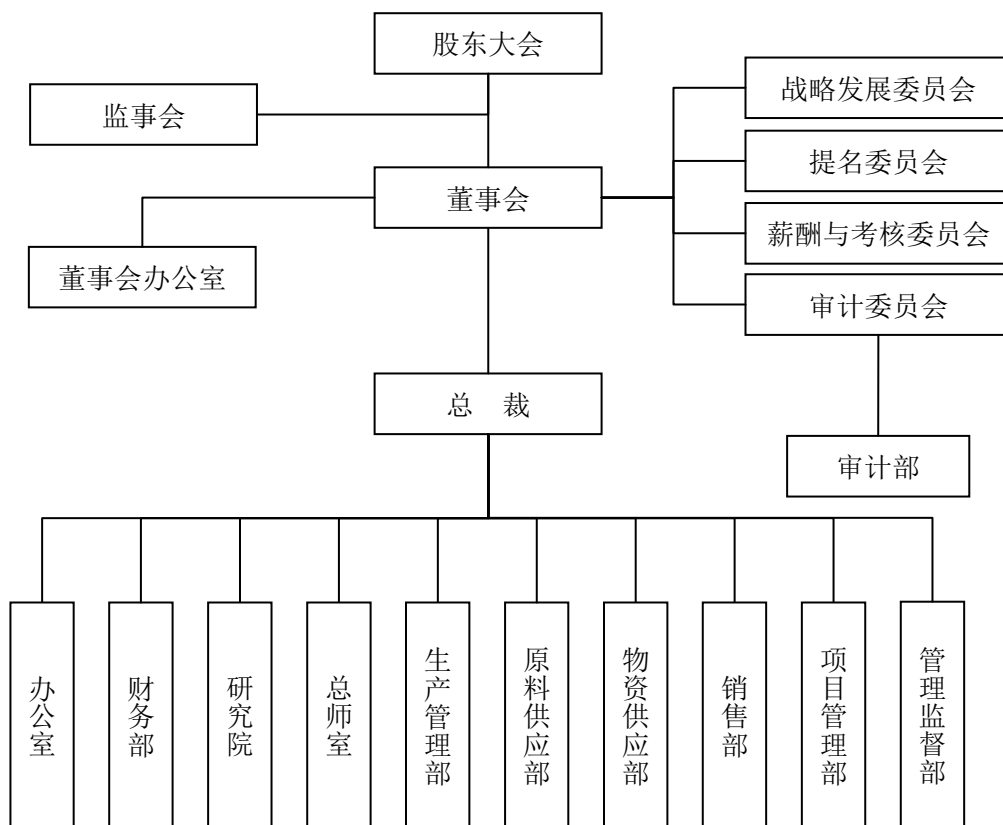 股东大会
监事会
战略发展委员会
提名委员会
董事会
薪酬与考核委员会
董事会办公室
审计委员会
总 裁
审计部
办公室
财务部
研究院
总师室
生产管理部
原料供应部
物资供应部
销售部
项目管理部
管理监督部